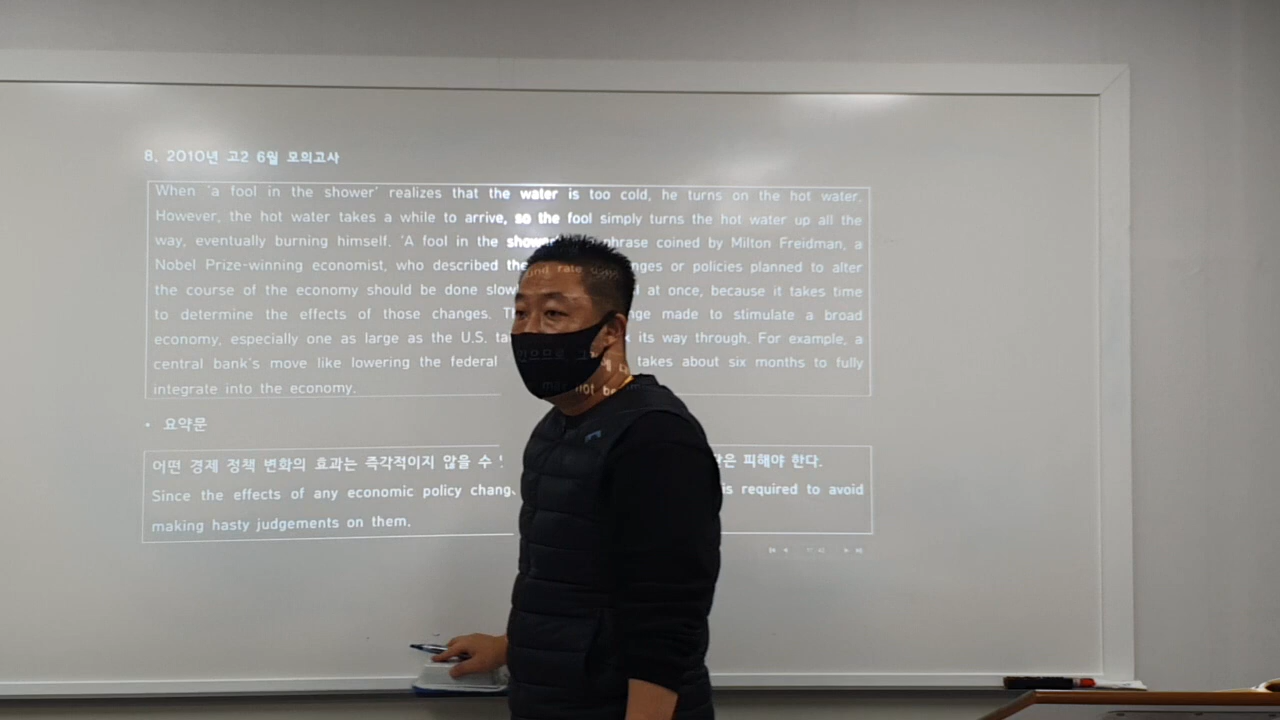 8. 2010년 고2 6월 모의고사
When 'a fool in the shower' realizes that the water is too cold, he turns on the hot water.
However, the hot water takes a while to arrive, so the fool simply turns the hot water up all the
way, eventually burning himself. 'A fool in the shower phrase coined by Milton Freidman, a
Nobel Prize-winning economist, who described the nges or policies planned to alter
the course of the economy should be done slow at once, because it takes time
to determine the effects of those changes. nge made to stimulate a broad
economy, especially one as large as the U.S. its way through. For example, a
central bank's move like lowering the federal takes about six months to fully
integrate into the economy.
• 요약문
어떤 경제 정책 변화의 효과는 즉각적이지 않을 수 은 피해야 한다.
Since the effects of any economic policy chang is required to avoid
making hasty judgements on them.